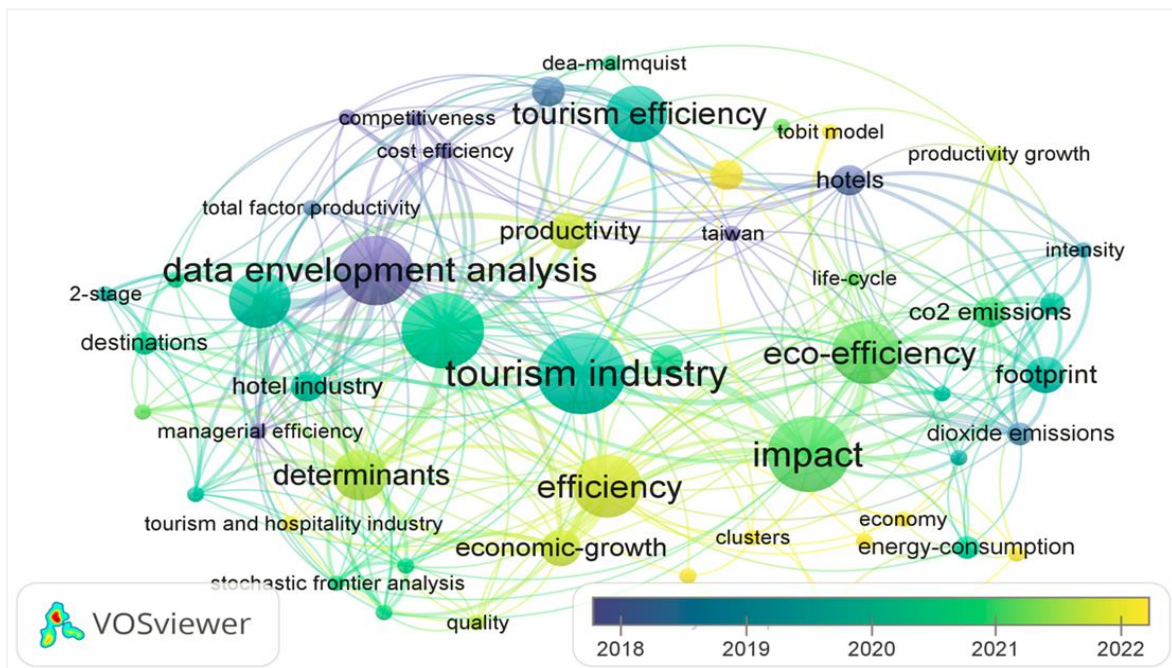 dea-malmquist
tourism efficiency
competitiveness
tobit model
cost efficiency
productivity growth
hotels
total factor productivity
productivity
taiwan
intensity
data envelopment analysis
life-cycle
2-stage
co2 emissions
destinations
eco-efficiency
tourism industry
footprint
hotel industry
managerial efficiency
dioxide emissions
impact
determinants
efficiency
tourism and hospitality industry
economy
clusters
economic-growth
energy-consumption
stochastic frontier analysis
quality
VOSviewer
2018 2019 2020 2021 2022